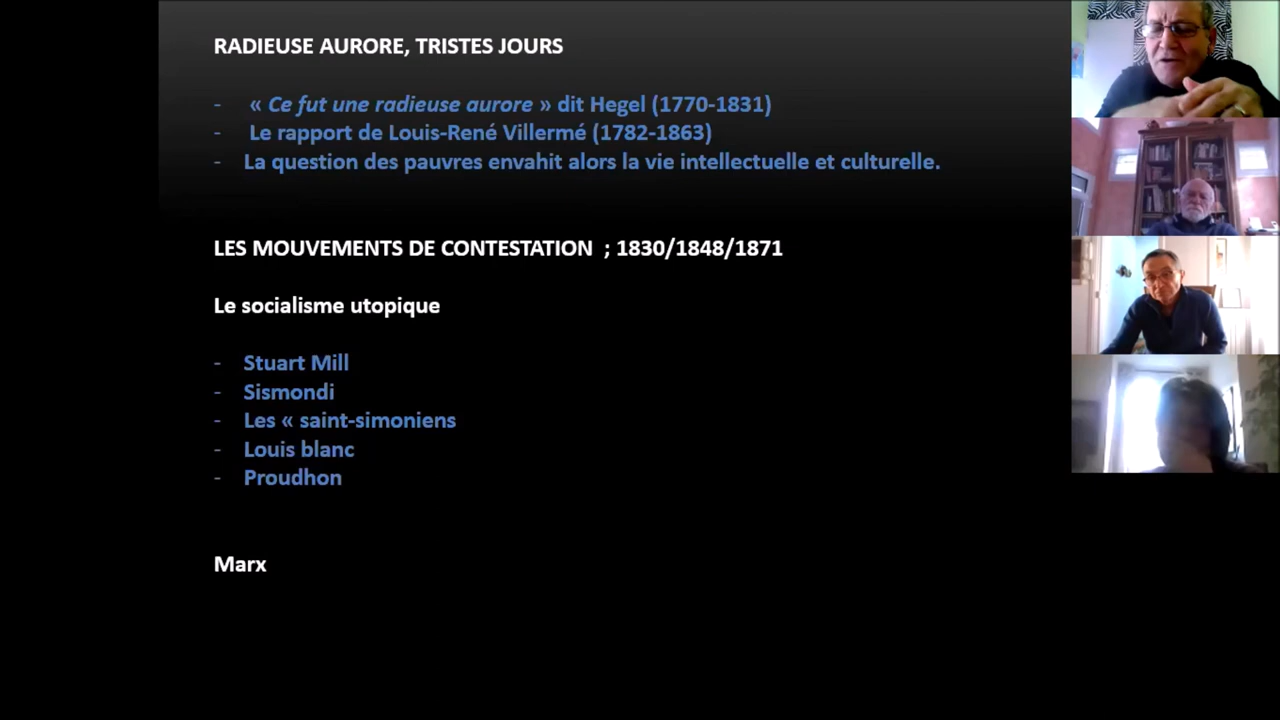 RADIEUSE AURORE, TRISTES JOURS
- « Ce fut une radieuse aurore » dit Hegel (1770-1831)
- Le rapport de Louis-René Villermé (1782-1863)
- La question des pauvres envahit alors la vie intellectuelle et culturelle.
LES MOUVEMENTS DE CONTESTATION ; 1830/1848/1871
Le socialisme utopique
- Stuart Mill
- Sismondi
- Les « saint-simoniens
- Louis blanc
- Proudhon
Marx